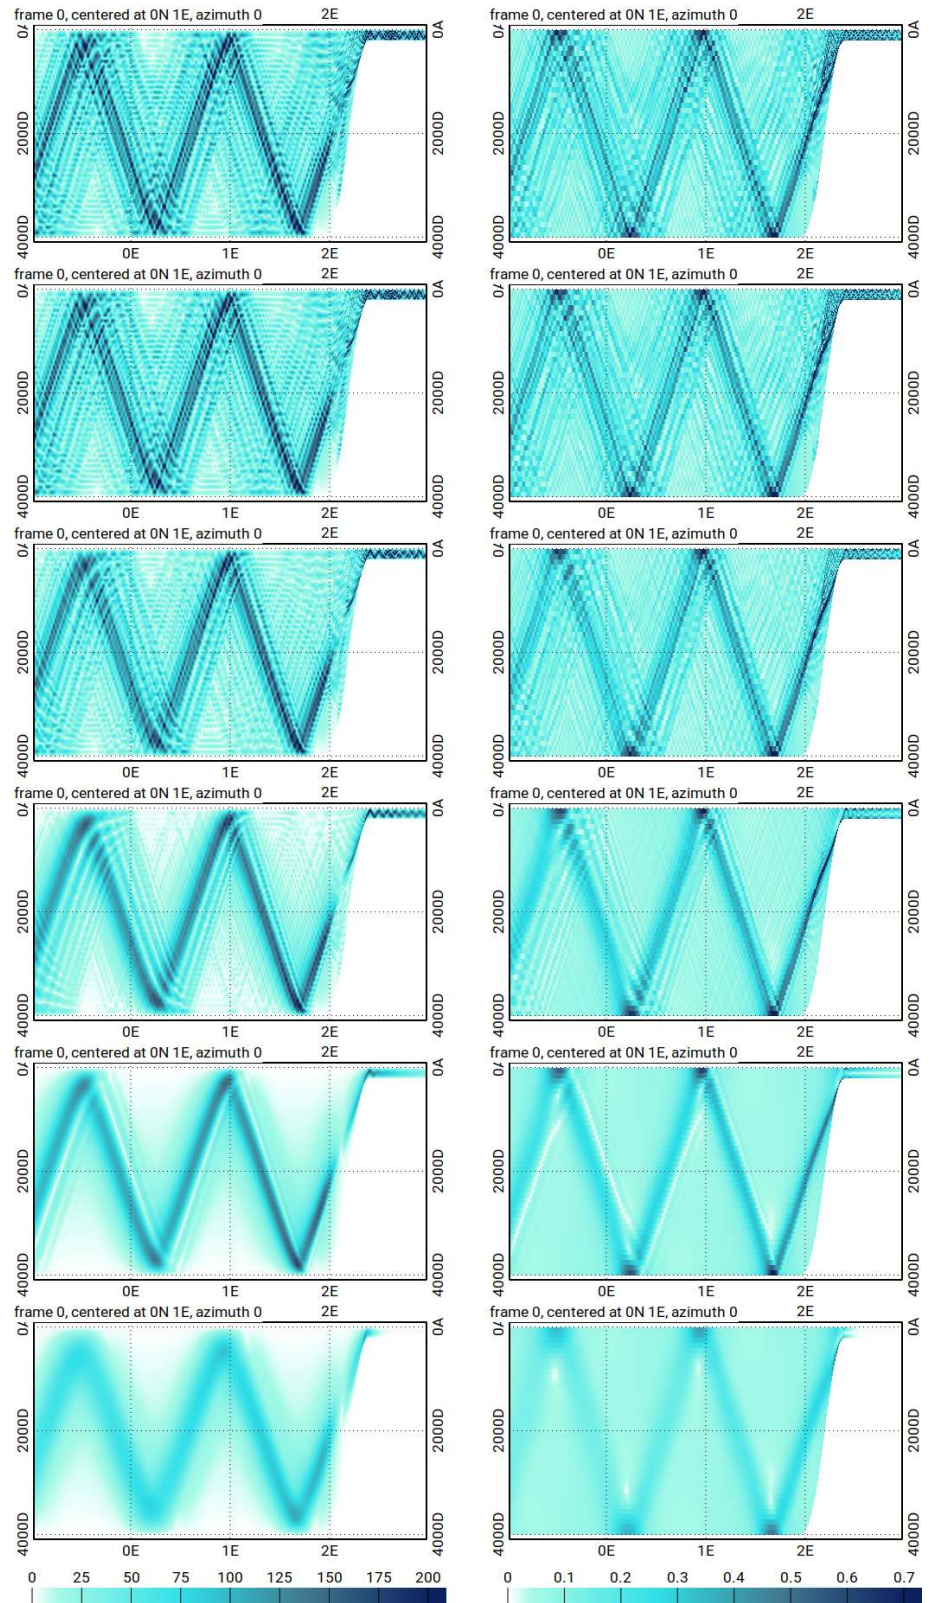 frame 0, centered at 0N 1E, azimuth 0 2E
frame 0, centered at 0N 1E, azimuth 0 2E
0A 0A
2000D 2000D 2000D 2000D
4000D 4000D 4000D 4000D
0E 1E 2E 0E 1E 2E
frame 0, centered at 0N 1E, azimuth 0 2E
frame 0, centered at 0N 1E, azimuth 0 2E
0A 0A
2000D 2000D 2000D 2000D
4000D 4000D 4000D 4000D
0E 1E 2E 0E 1E 2E
frame 0, centered at 0N 1E, azimuth 0 2E
frame 0, centered at 0N 1E, azimuth 0 2E
0A 0A
2000D 2000D 2000D 2000D
4000D 4000D 4000D 4000D
0E 1E 2E 0E 1E 2E
frame 0, centered at 0N 1E, azimuth 0 2E
frame 0, centered at 0N 1E, azimuth 0 2E
0A 0A
2000D 2000D 2000D 2000D
4000D 4000D 4000D 4000D
0E 1E 2E 0E 1E 2E
frame 0, centered at 0N 1E, azimuth 0 2E
frame 0, centered at 0N 1E, azimuth 0 2E
0A 0A
2000D 2000D 2000D 2000D
4000D 4000D 4000D 4000D
0E 1E 2E 0E 1E 2E
frame 0, centered at 0N 1E, azimuth 0 2E
frame 0, centered at 0N 1E, azimuth 0 2E
0A 0A
2000D 2000D 2000D 2000D
4000D 4000D 4000D 4000D
0E 1E 2E 0E 1E 2E
0 25 50 75 100 125 150 175 200
0 0.1 0.2 0.3 0.4 0.5 0.6 0.7